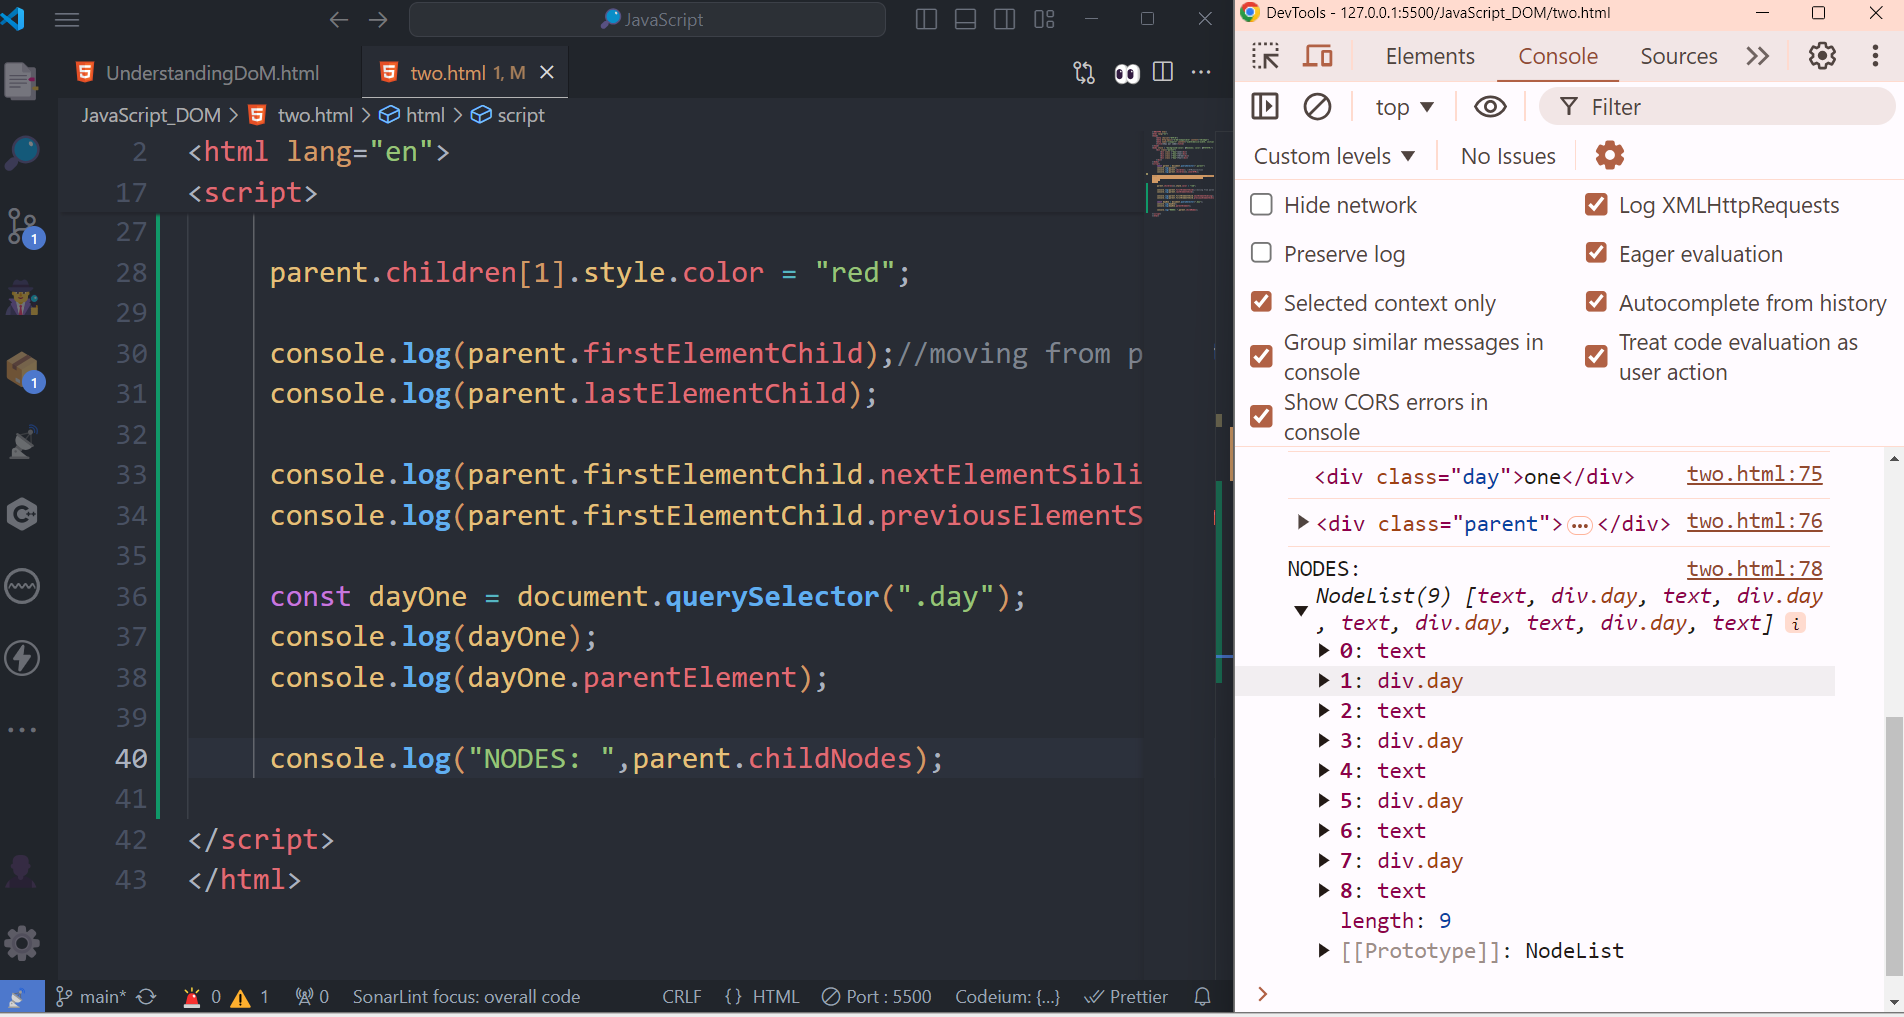 JavaScript
UnderstandingDoM.html
two.html 1, M
JavaScript_DOM > two.html > html > script
2 <html lang="en">
17 <script>
27
28 parent.children[1].style.color = "red";
29
30 console.log(parent.firstElementChild);//moving from p
31 console.log(parent.lastElementChild);
32
33 console.log(parent.firstElementChild.nextElementSibli
34 console.log(parent.firstElementChild.previousElementS
35
36 const dayOne = document.querySelector(".day");
37 console.log(dayOne);
38 console.log(dayOne.parentElement);
39
40 console.log("NODES: ",parent.childNodes);
41
42 </script>
43 </html>
1
1
main* 0 1 0 SonarLint focus: overall code CRLF {} HTML Port : 5500 Codeium: {...} Prettier
DevTools - 127.0.0.1:5500/JavaScript_DOM/two.html
Elements Console Sources
top Filter
Custom levels No Issues
Hide network Log XMLHttpRequests
Preserve log Eager evaluation
Selected context only Autocomplete from history
Group similar messages in console
Treat code evaluation as user action
Show CORS errors in console
<div class="day">one</div> two.html:75
<div class="parent">…</div> two.html:76
NODES: two.html:78
NodeList(9) [text, div.day, text, div.day
, text, div.day, text, div.day, text] i
0: text
1: div.day
2: text
3: div.day
4: text
5: div.day
6: text
7: div.day
8: text
length: 9
[[Prototype]]: NodeList